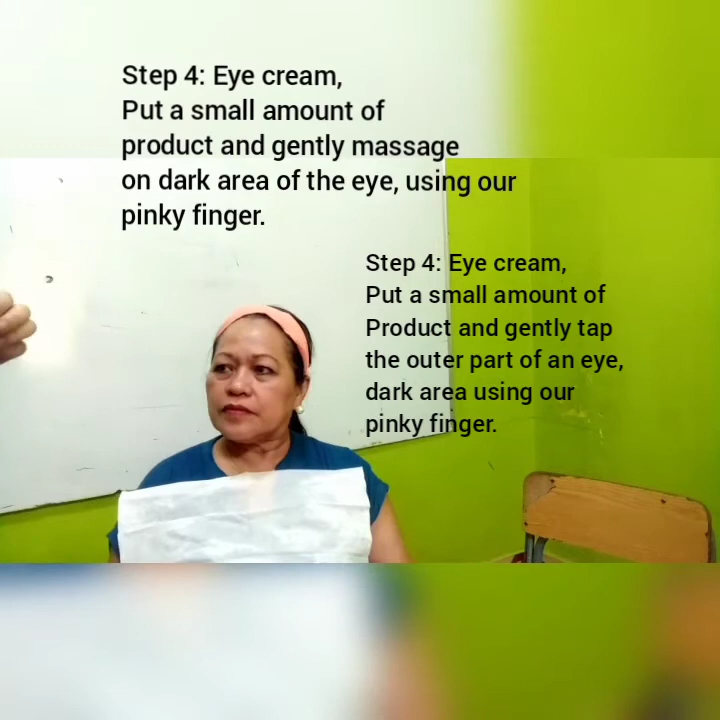 Step 4: Eye cream,
Put a small amount of
product and gently massage
on dark area of the eye, using our
pinky finger.
Step 4: Eye cream,
Put a small amount of
Product and gently tap
the outer part of an eye,
dark area using our
pinky finger.